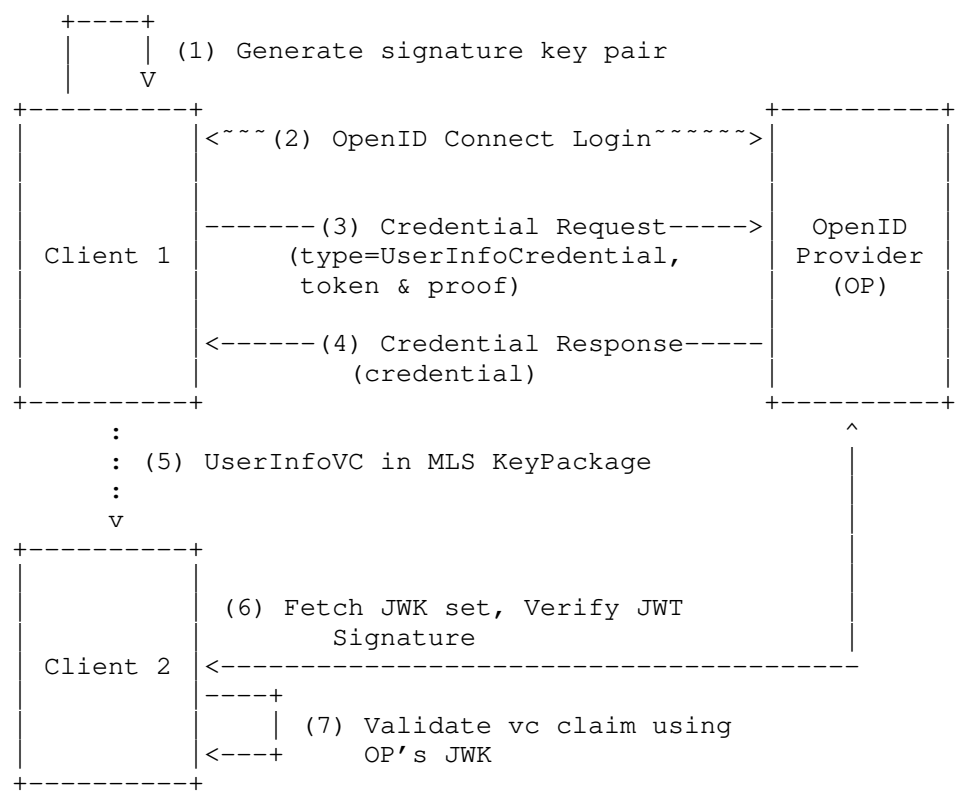 (1) Generate signature key pair
(2) OpenID Connect Login
(3) Credential Request
OpenID
Client 1
(type=UserInfoCredential,
Provider
token & proof)
(OP)
(4) Credential Response
(credential)
(5) UserInfoVC in MLS KeyPackage
(6) Fetch JWK set, Verify JWT
Signature
Client 2
(7) Validate vc claim using
OP's JWK